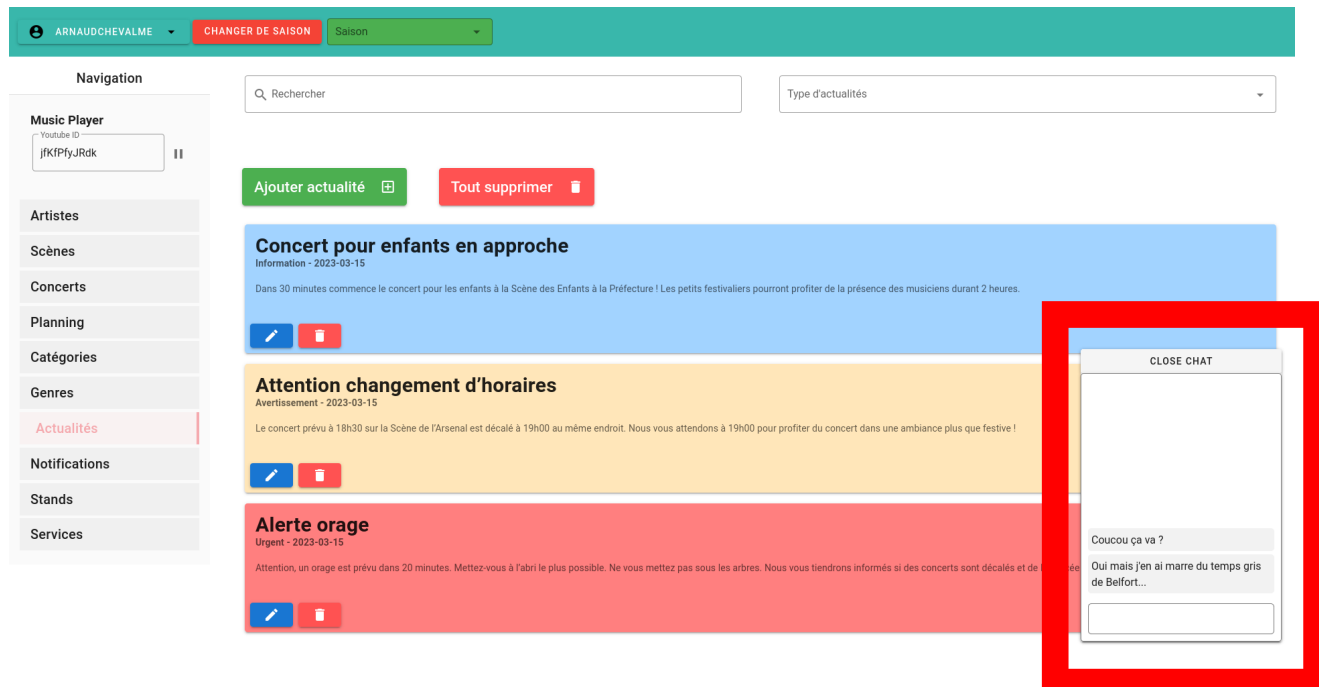 ARNAUDCHEVALME
CHANGER DE SAISON
Saison
Navigation
Music Player
Youtube ID
jfKfPfyJRdk
Artistes
Scènes
Concerts
Planning
Catégories
Genres
Actualités
Notifications
Stands
Services
Rechercher
Type d'actualités
Ajouter actualité
Tout supprimer
Concert pour enfants en approche
Information - 2023-03-15
Dans 30 minutes commence le concert pour les enfants à la Scène des Enfants à la Préfecture ! Les petits festivaliers pourront profiter de la présence des musiciens durant 2 heures.
Attention changement d'horaires
Avertissement - 2023-03-15
Le concert prévu à 18h30 sur la Scène de l'Arsenal est décalé à 19h00 au même endroit. Nous vous attendons à 19h00 pour profiter du concert dans une ambiance plus que festive !
Alerte orage
Urgent - 2023-03-15
Attention, un orage est prévu dans 20 minutes. Mettez-vous à l'abri le plus possible. Ne vous mettez pas sous les arbres. Nous vous tiendrons informés si des concerts sont décalés et de
CLOSE CHAT
Coucou ça va ?
Oui mais j'en ai marre du temps gris
de Belfort...